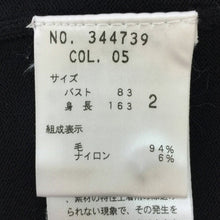 NO. 344739
COL. 05
サイズ
バスト 83
身長 163 2
組成表示
毛 94%
ナイロン 6%
られない現象で、その発生を